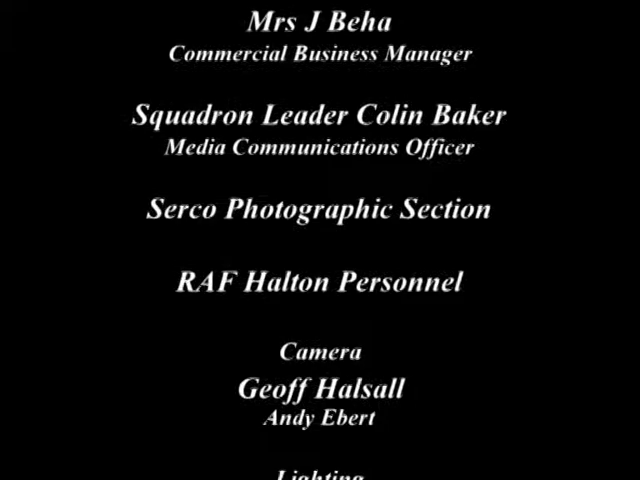 Mrs J Beha
Commercial Business Manager
Squadron Leader Colin Baker
Media Communications Officer
Serco Photographic Section
RAF Halton Personnel
Camera
Geoff Halsall
Andy Ebert
Lighting